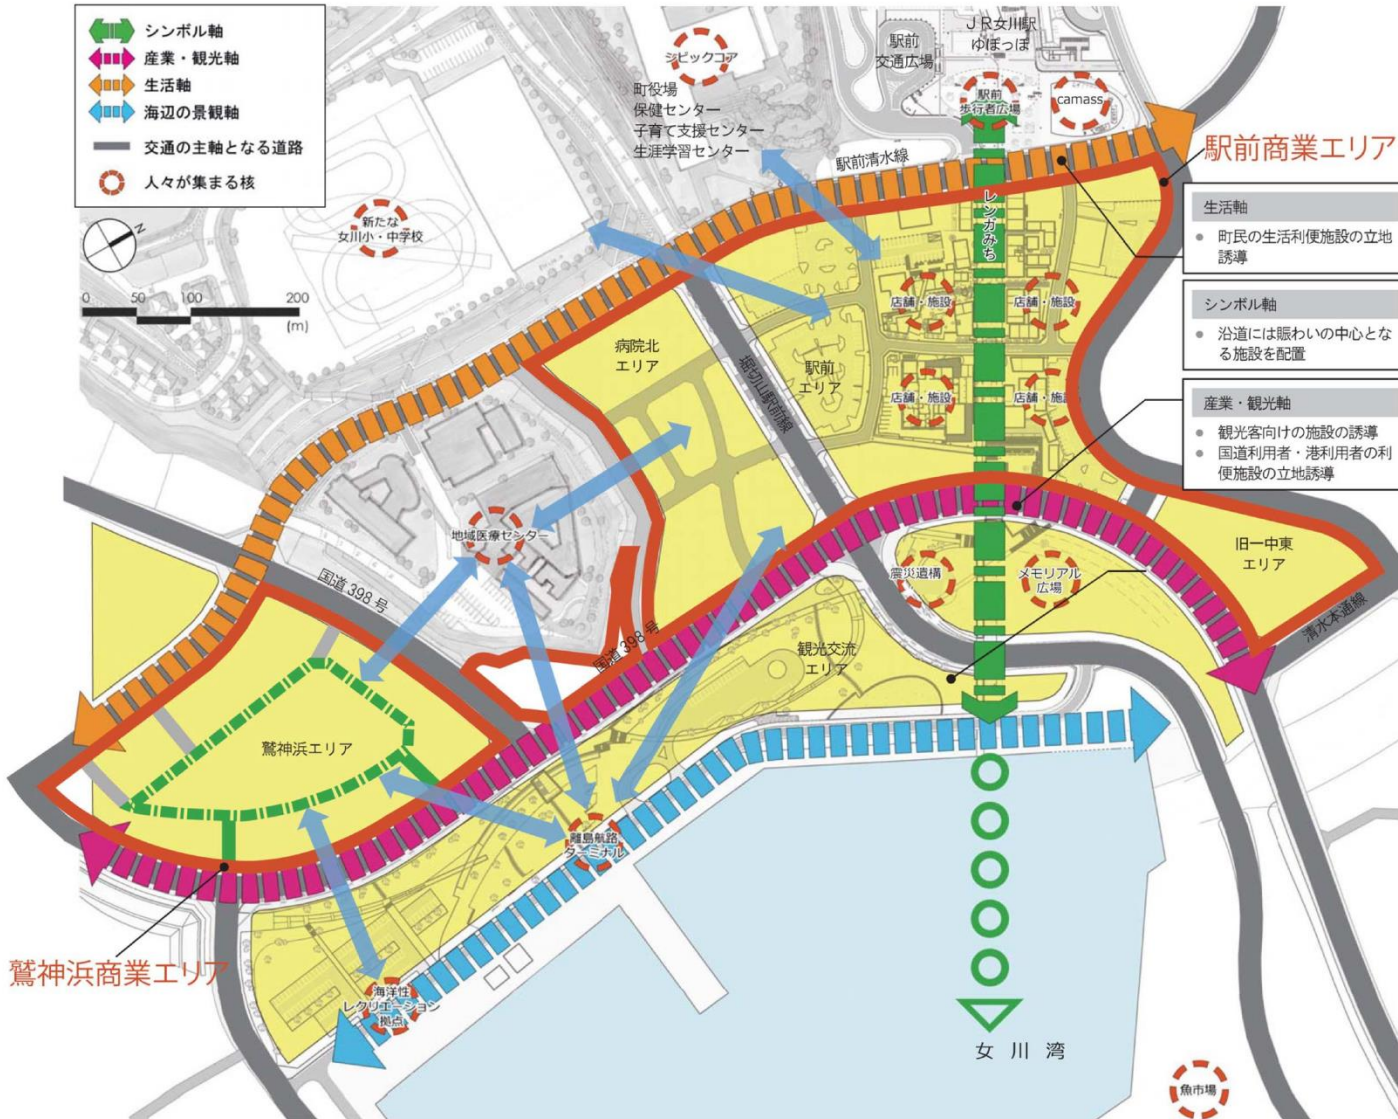 シンボル軸
産業・観光軸
生活軸
海辺の景観軸
交通の主軸となる道路
人々が集まる核
N
0 50 100 200
(m)
シビックコア
町役場
保健センター
子育て支援センター
生涯学習センター
駅前
交通広場
ＪＲ女川駅
ゆぽっぽ
駅前
歩行者広場
camass
駅前清水線
駅前商業エリア
生活軸
町民の生活利便施設の立地
誘導
シンボル軸
沿道には賑わいの中心とな
る施設を配置
産業・観光軸
観光客向けの施設の誘導
国道利用者・港利用者の利
便施設の立地誘導
新たな
女川小・中学校
レンガみち
店舗・施設
店舗・施設
病院北
エリア
堀切山駅前線
駅前
エリア
店舗・施設
店舗・施設
地域医療センター
国道 398 号
国道 398 号
震災遺構
メモリアル
広場
旧一中東
エリア
清水本通線
観光交流
エリア
鷲神浜エリア
離島航路
ターミナル
鷲神浜商業エリア
海洋性
レクリエーション
拠点
女川湾
魚市場